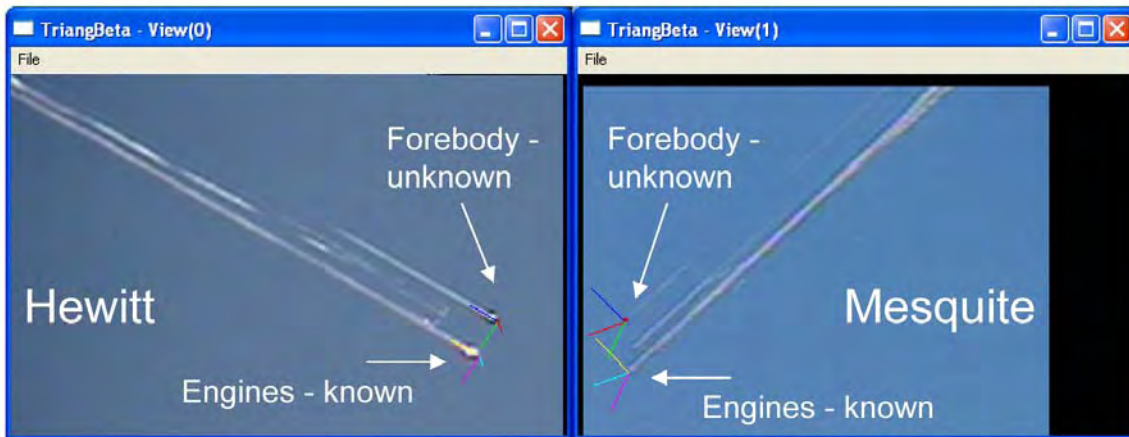 TriangBeta - View(0)
File
Forebody -
unknown
Hewitt
Engines - known
TriangBeta - View(1)
File
Forebody -
unknown
Mesquite
Engines - known